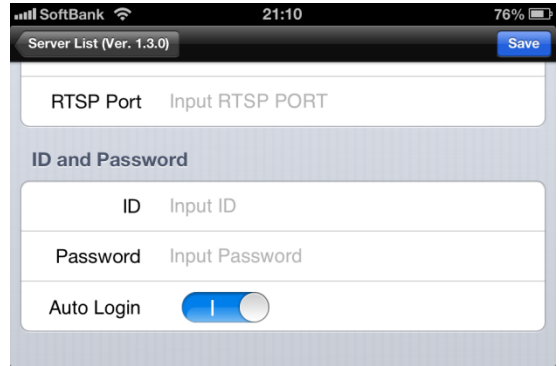 SoftBank 21:10 76%
Server List (Ver. 1.3.0) Save
RTSP Port Input RTSP PORT
ID and Password
ID Input ID
Password Input Password
Auto Login